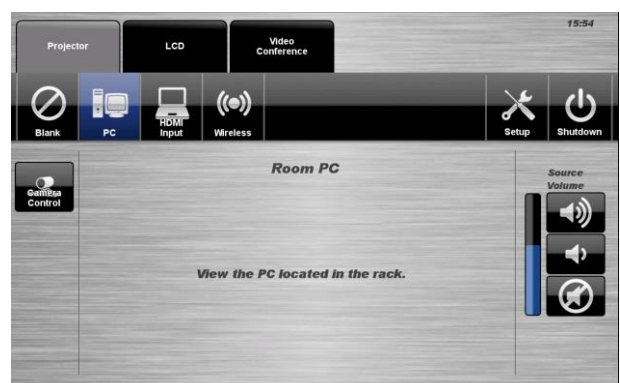 15:54
Projector
LCD
Video
Conference
Blank
PC
HDMI
Input
Wireless
Setup
Shutdown
Camera
Control
Room PC
Source
Volume
View the PC located in the rack.